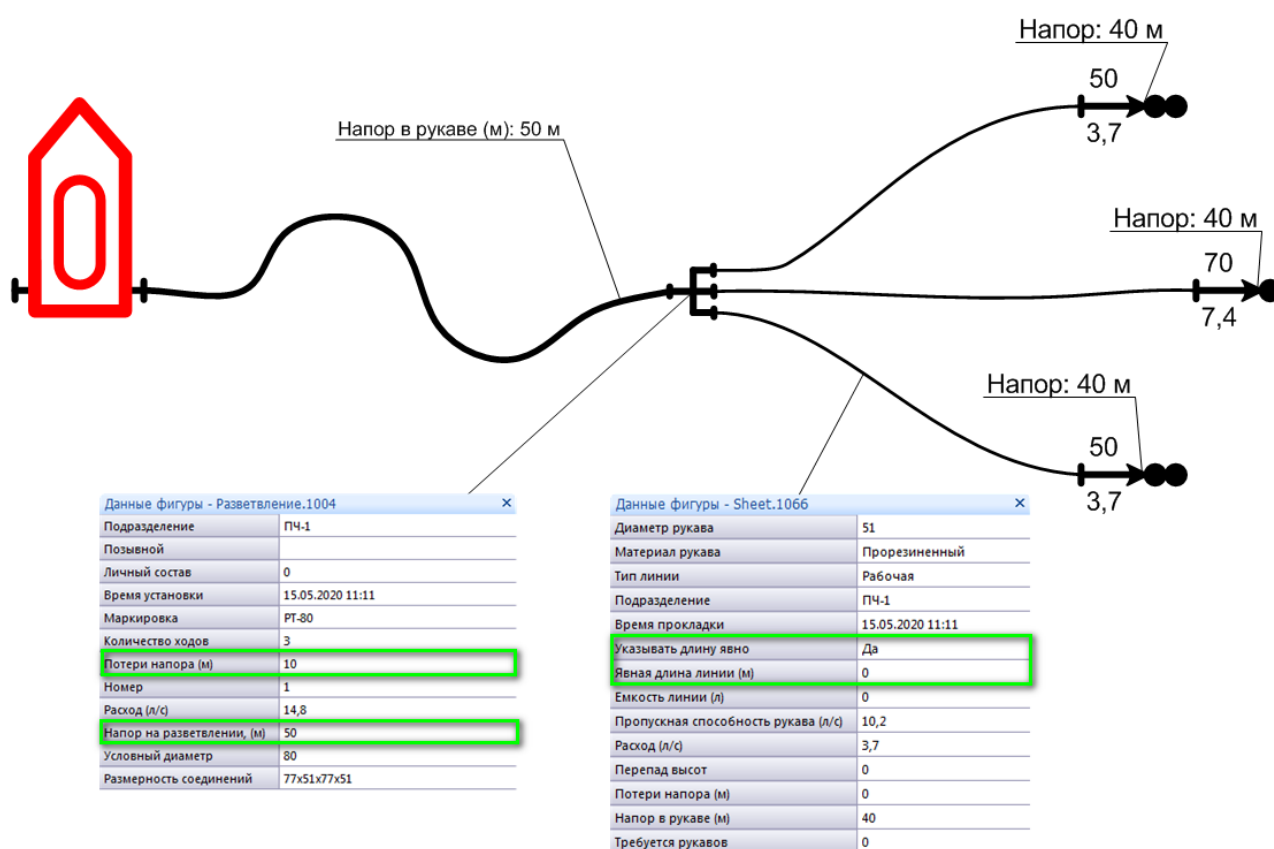 Напор: 40 м
50
3,7
Напор в рукаве (м): 50 м
Напор: 40 м
70
7,4
Напор: 40 м
50
3,7
Данные фигуры - Разветвление.1004 ×
Подразделение ПЧ-1
Позывной
Личный состав 0
Время установки 15.05.2020 11:11
Маркировка РТ-80
Количество ходов 3
Потери напора (м) 10
Номер 1
Расход (л/с) 14,8
Напор на разветвлении, (м) 50
Условный диаметр 80
Размерность соединений 77x51x77x51
Данные фигуры - Sheet.1066 ×
Диаметр рукава 51
Материал рукава Прорезиненный
Тип линии Рабочая
Подразделение ПЧ-1
Время прокладки 15.05.2020 11:11
Указывать длину явно Да
Явная длина линии (м) 0
Емкость линии (л) 0
Пропускная способность рукава (л/с) 10,2
Расход (л/с) 3,7
Перепад высот 0
Потери напора (м) 0
Напор в рукаве (м) 40
Требуется рукавов 0